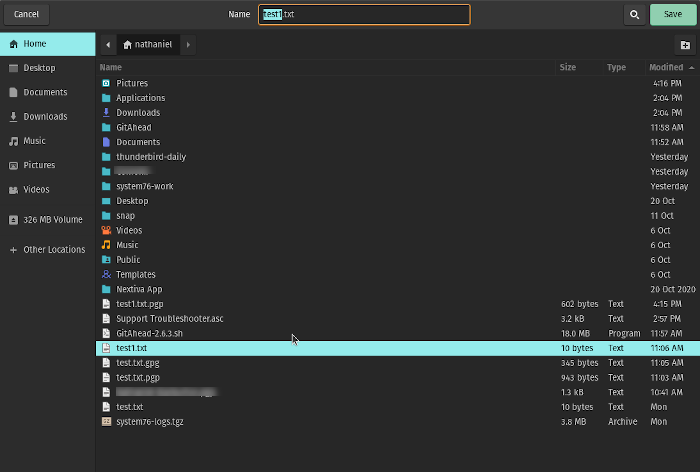 Cancel Name test1.txt Save
Home
Desktop
Documents
Downloads
Music
Pictures
Videos
326 MB Volume
Other Locations
nathaniel
Name Size Type Modified
Pictures 4:16 PM
Applications 2:04 PM
Downloads 2:04 PM
GitAhead 11:58 AM
Documents 11:52 AM
thunderbird-daily Yesterday
Yesterday
system76-work Yesterday
Desktop 20 Oct
snap 11 Oct
Videos 6 Oct
Music 6 Oct
Public 6 Oct
Templates 6 Oct
Nextiva App 20 Oct 2020
test1.txt.pgp 602 bytes Text 4:15 PM
Support Troubleshooter.asc 3.2 kB Text 2:57 PM
GitAhead-2.6.3.sh 18.0 MB Program 11:57 AM
test1.txt 10 bytes Text 11:06 AM
test.txt.gpg 345 bytes Text 11:05 AM
test.txt.pgp 943 bytes Text 11:03 AM
1.3 kB Text 10:41 AM
test.txt 10 bytes Text Mon
system76-logs.tgz 3.8 MB Archive Mon